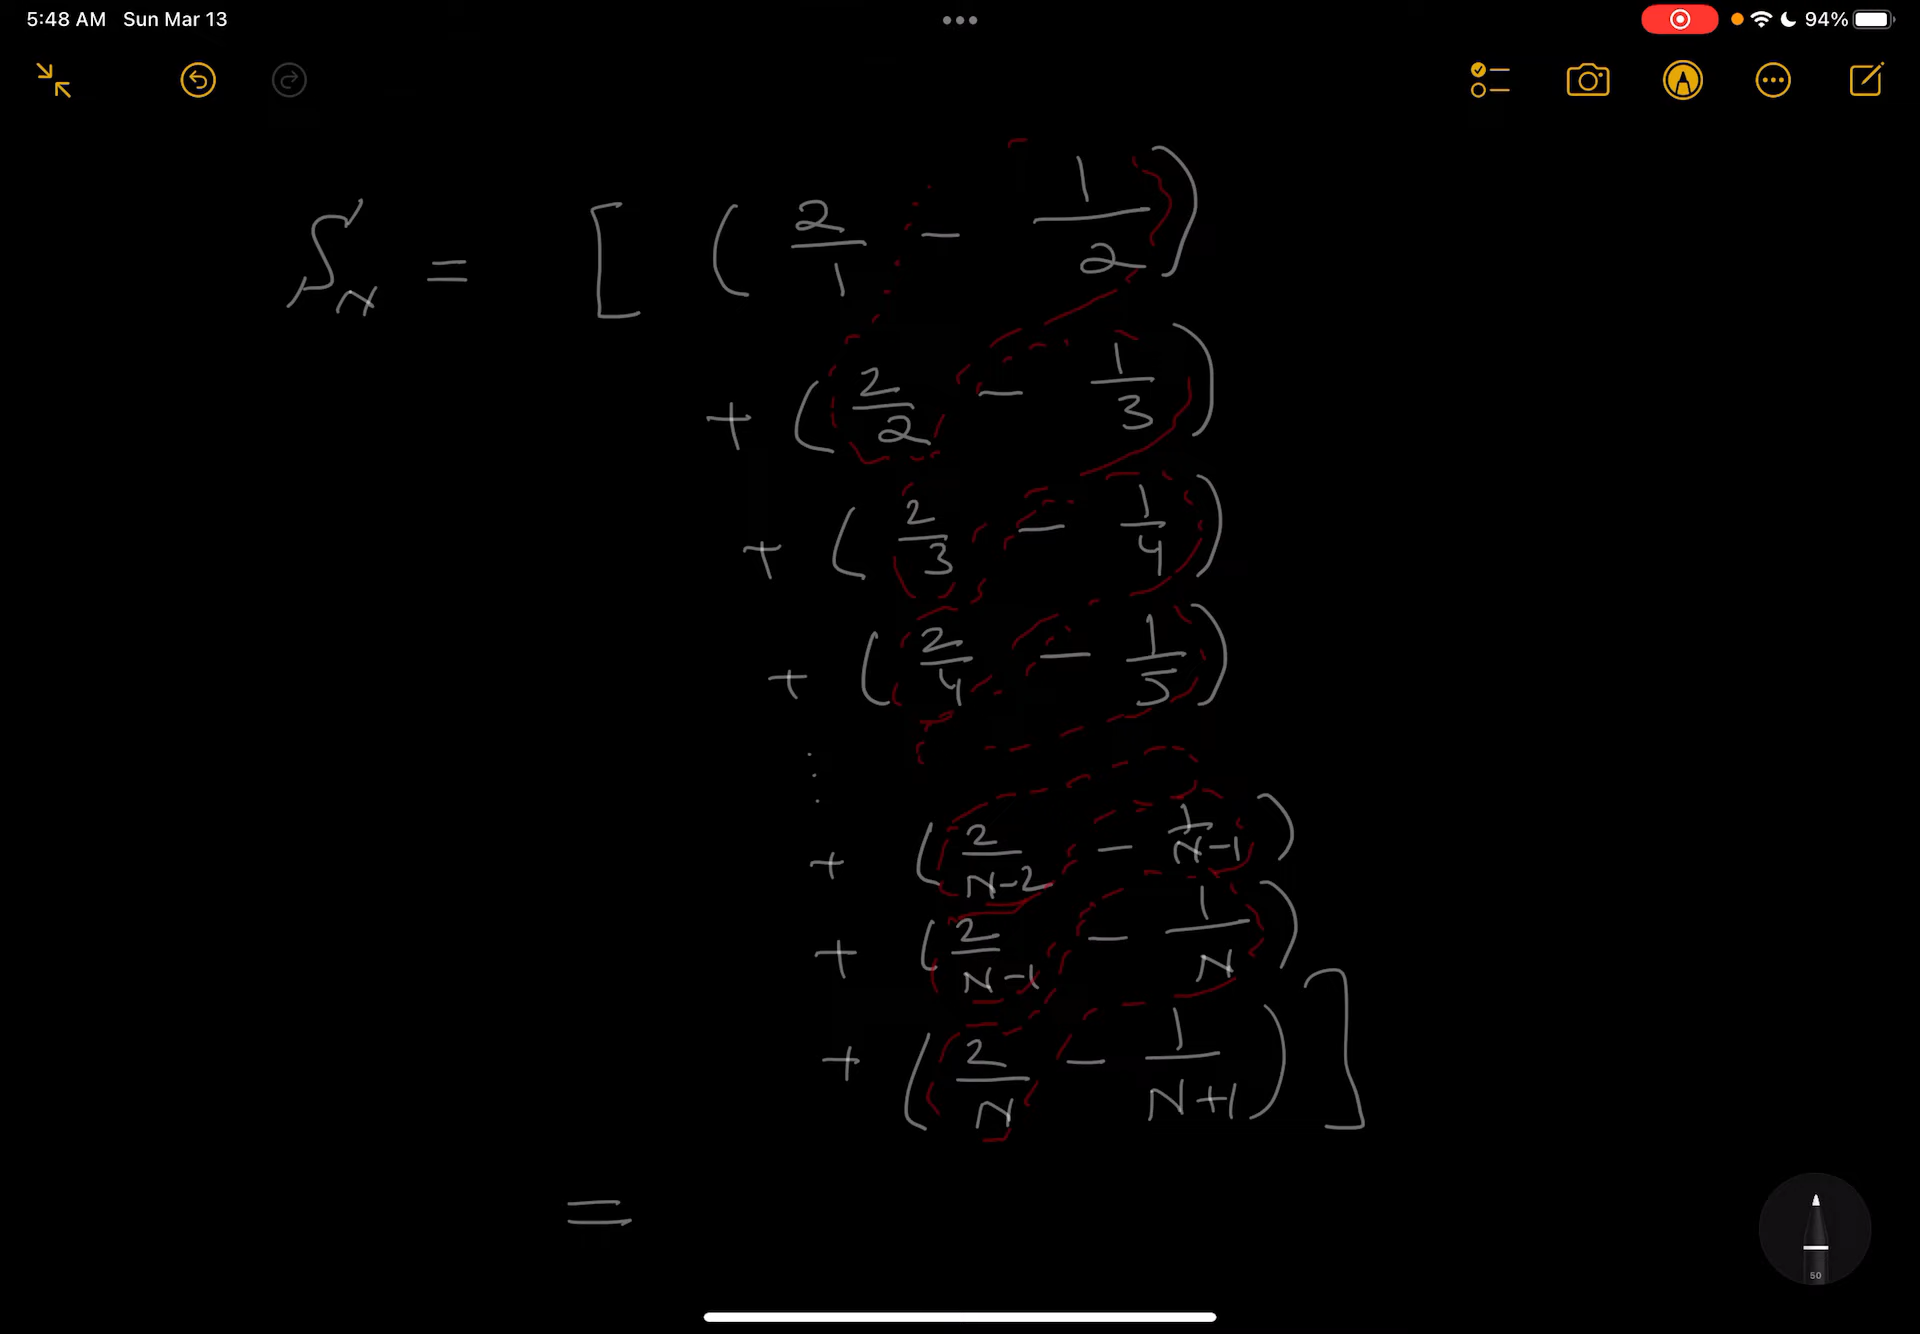 5:48 AM Sun Mar 13 94%
S_N = [ ( 2/1 - 1/2 )
+ ( 2/2 - 1/3 )
+ ( 2/3 - 1/4 )
+ ( 2/4 - 1/5 )
⋮
+ ( 2/N-2 - 1/N-1 )
+ ( 2/N-1 - 1/N )
+ ( 2/N - 1/N+1 ) ]
=
50